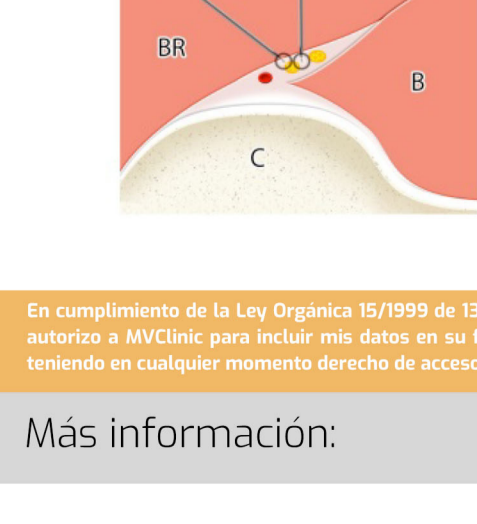 BR
B
C
En cumplimiento de la Ley Orgánica 15/1999 de 13
autorizo a MVClinic para incluir mis datos en su
teniendo en cualquier momento derecho de acceso
Más información: